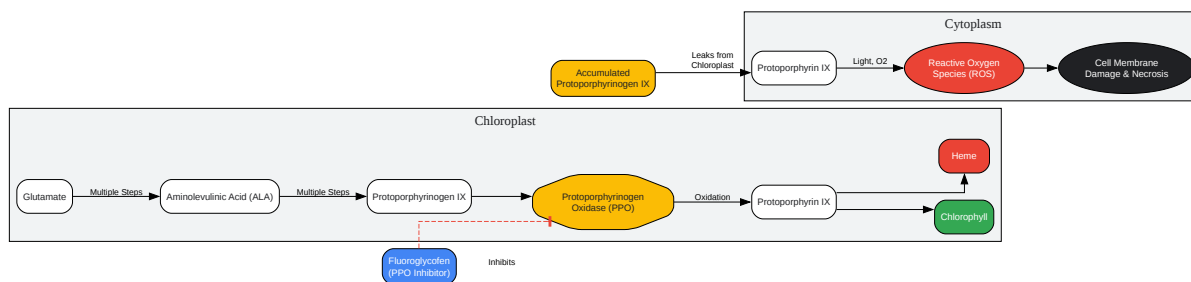 Cytoplasm
Leaks from
Chloroplast
Accumulated
Protoporphyrinogen IX
Protoporphyrin IX
Light, O2
Reactive Oxygen
Species (ROS)
Cell Membrane
Damage & Necrosis
Chloroplast
Glutamate
Multiple Steps
Aminolevulinic Acid (ALA)
Multiple Steps
Protoporphyrinogen IX
Protoporphyrinogen
Oxidase (PPO)
Oxidation
Protoporphyrin IX
Heme
Chlorophyll
Fluoroglycofen
(PPO Inhibitor)
Inhibits